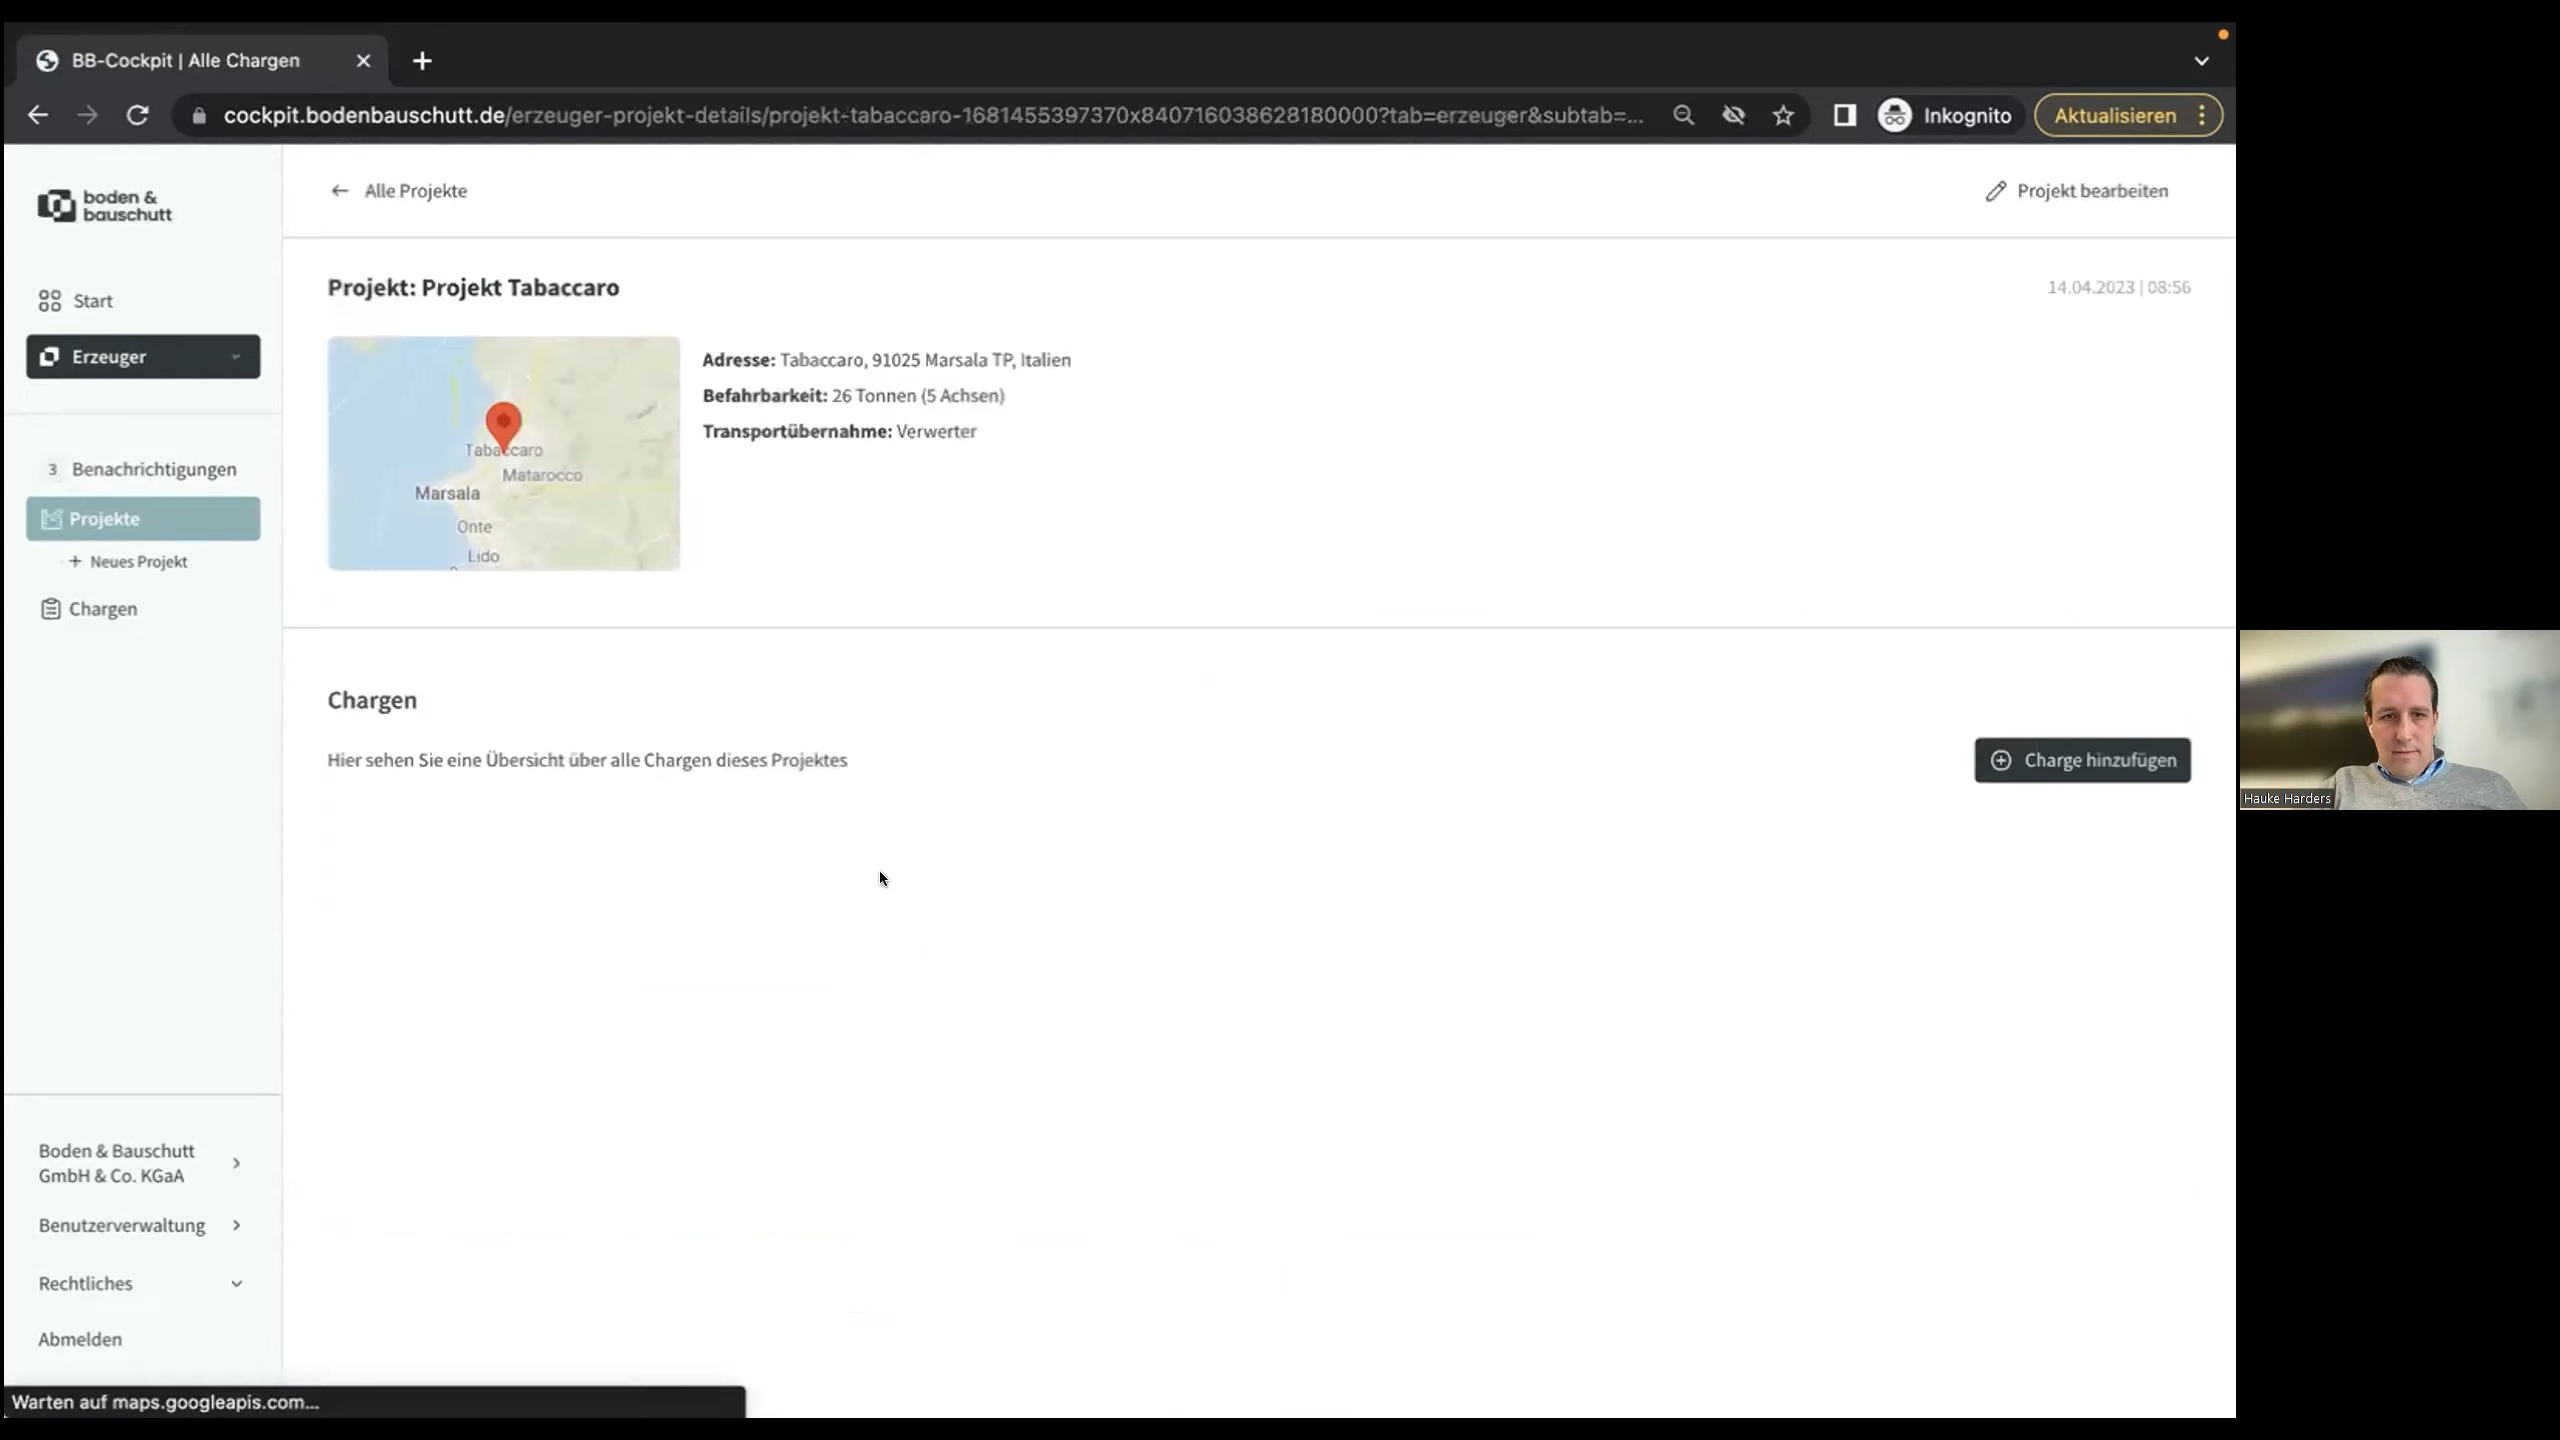 BB-Cockpit | Alle Chargen
cockpit.bodenbauschutt.de/erzeuger-projekt-details/projekt-tabaccaro-1681455397370x840716038628180000?tab=erzeuger&subtab=...
Inkognito
Aktualisieren
boden &
bauschutt
Start
Erzeuger
3 Benachrichtigungen
Projekte
+ Neues Projekt
Chargen
Boden & Bauschutt
GmbH & Co. KGaA
Benutzerverwaltung
Rechtliches
Abmelden
Warten auf maps.googleapis.com...
← Alle Projekte
Projekt bearbeiten
Projekt: Projekt Tabaccaro
14.04.2023 | 08:56
Tabaccaro
Matarocco
Marsala
Onte
Lido
Adresse: Tabaccaro, 91025 Marsala TP, Italien
Befahrbarkeit: 26 Tonnen (5 Achsen)
Transportübernahme: Verwerter
Chargen
Hier sehen Sie eine Übersicht über alle Chargen dieses Projektes
Charge hinzufügen
Hauke Harders